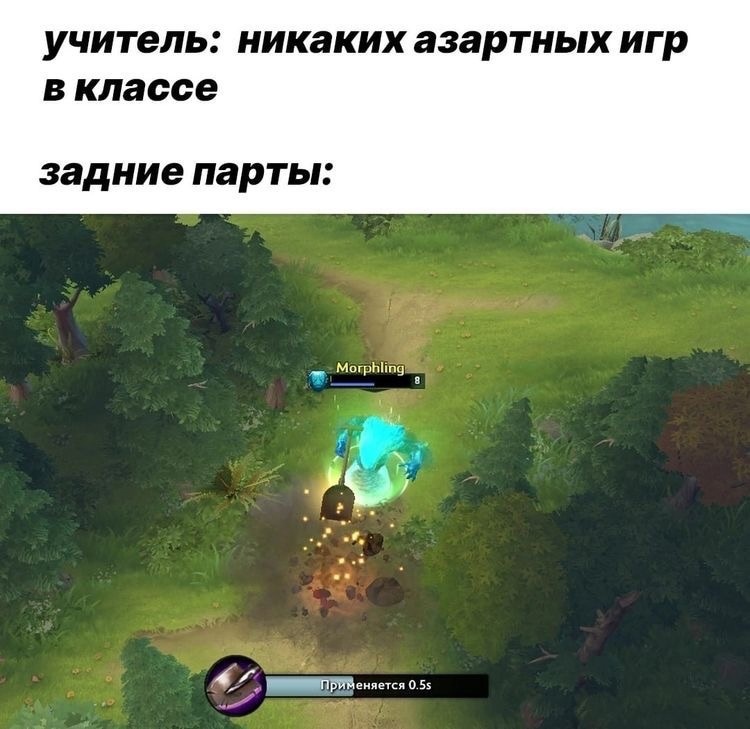 учитель: никаких азартных игр
в классе
задние парты:
Morphling
8
Применяется 0.5s